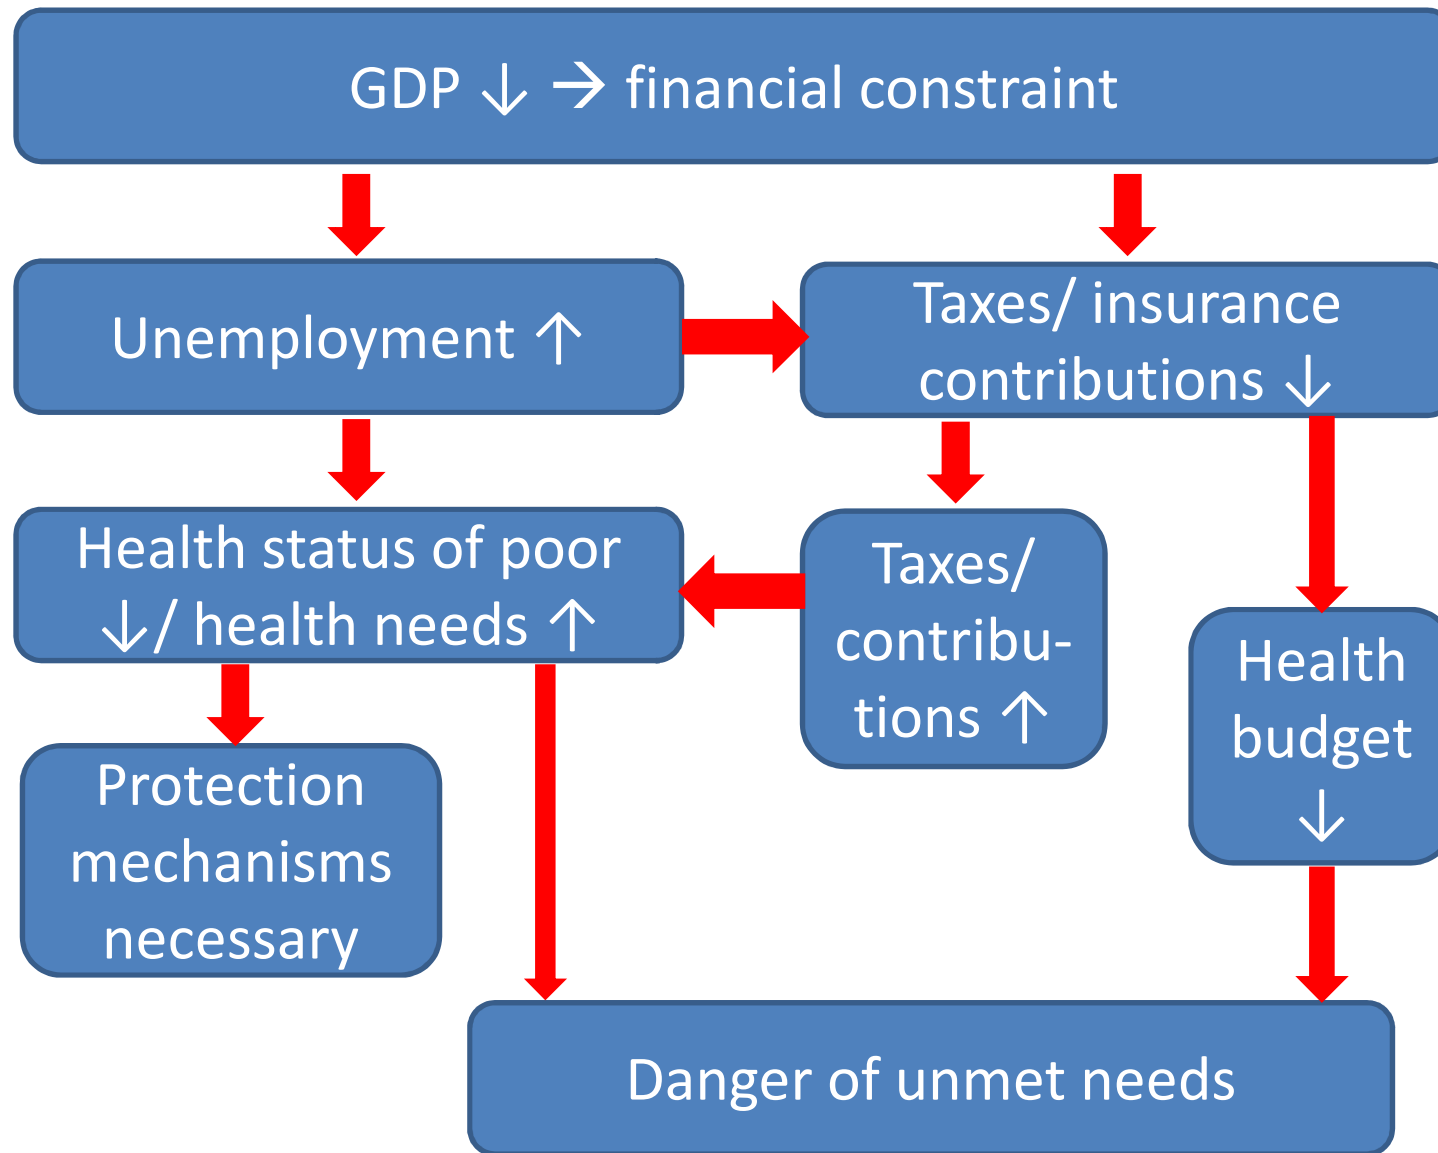 GDP ↓ → financial constraint
Unemployment ↑
Taxes/ insurance
contributions ↓
Health status of poor
↓/ health needs ↑
Taxes/
contribu-
tions ↑
Health
budget
↓
Protection
mechanisms
necessary
Danger of unmet needs